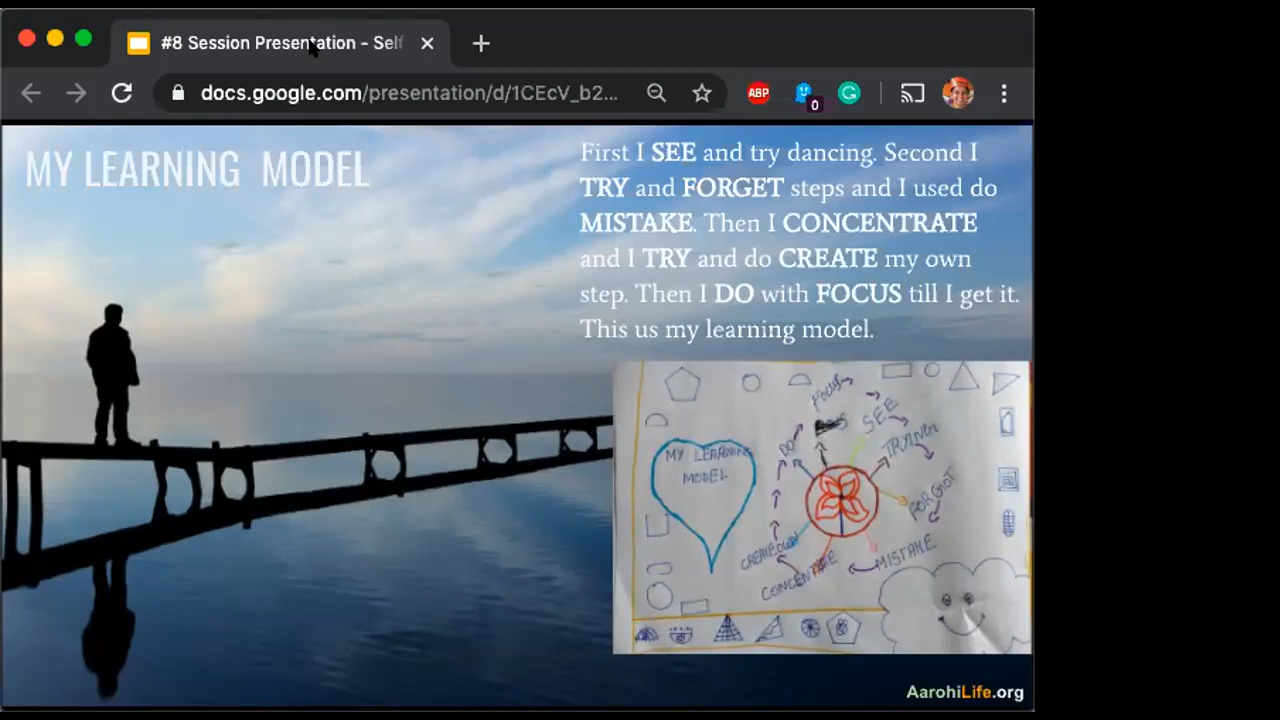 #8 Session Presentation - Self
docs.google.com/presentation/d/1CEcV_b2...
ABP
0
MY LEARNING MODEL
First I SEE and try dancing. Second I
TRY and FORGET steps and I used do
MISTAKE. Then I CONCENTRATE
and I TRY and do CREATE my own
step. Then I DO with FOCUS till I get it.
This us my learning model.
FOCUS
SEE
TRYING
FORGOT
MISTAKE
CONCENTRATE
CREATE OWN
DO
MY LEARNING
MODEL
AarohiLife.org